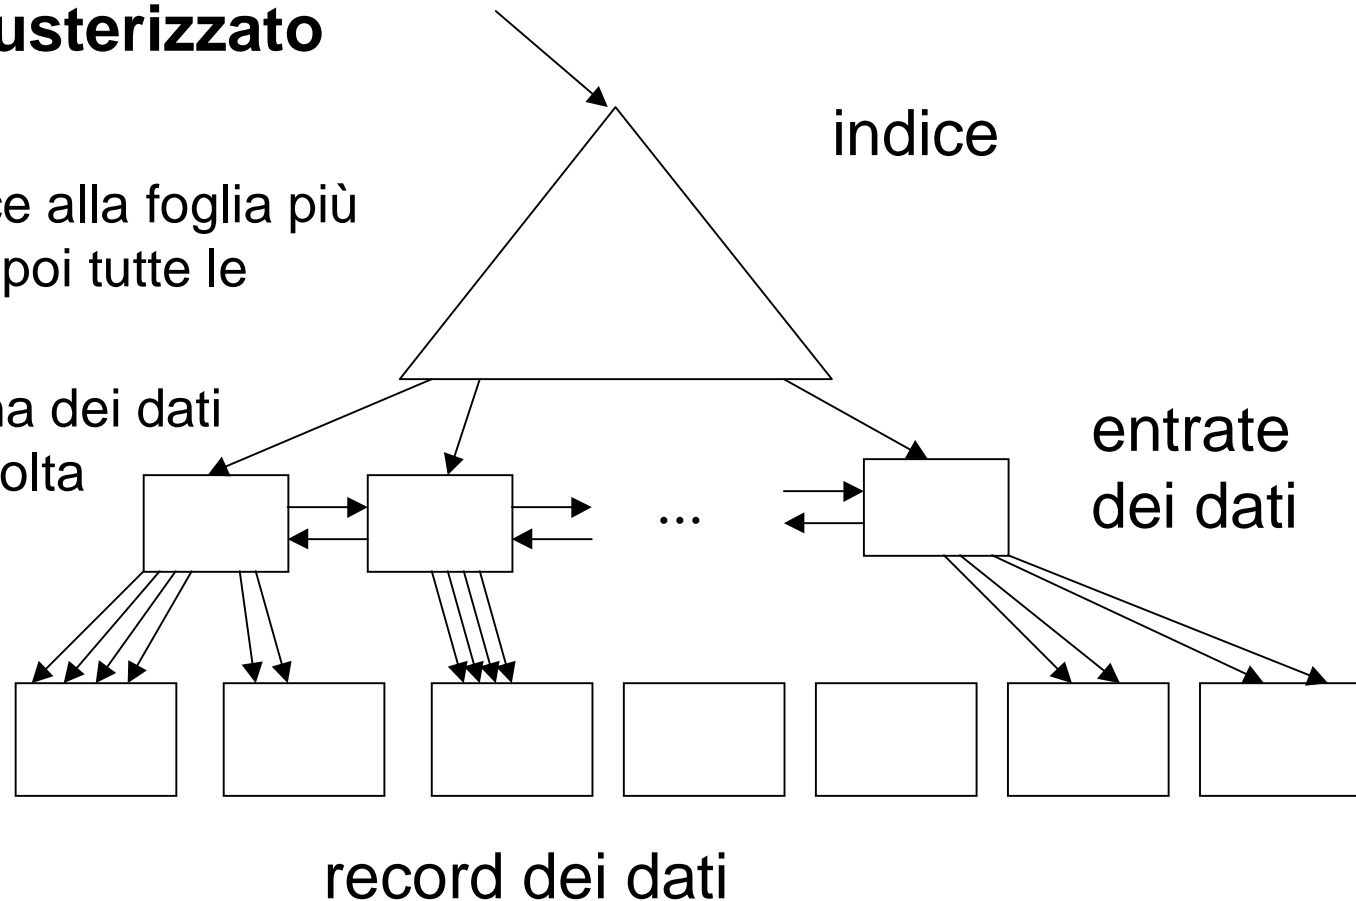 usterizzato
indice
ce alla foglia più
poi tutte le
na dei dati
olta
entrate
dei dati
...
record dei dati